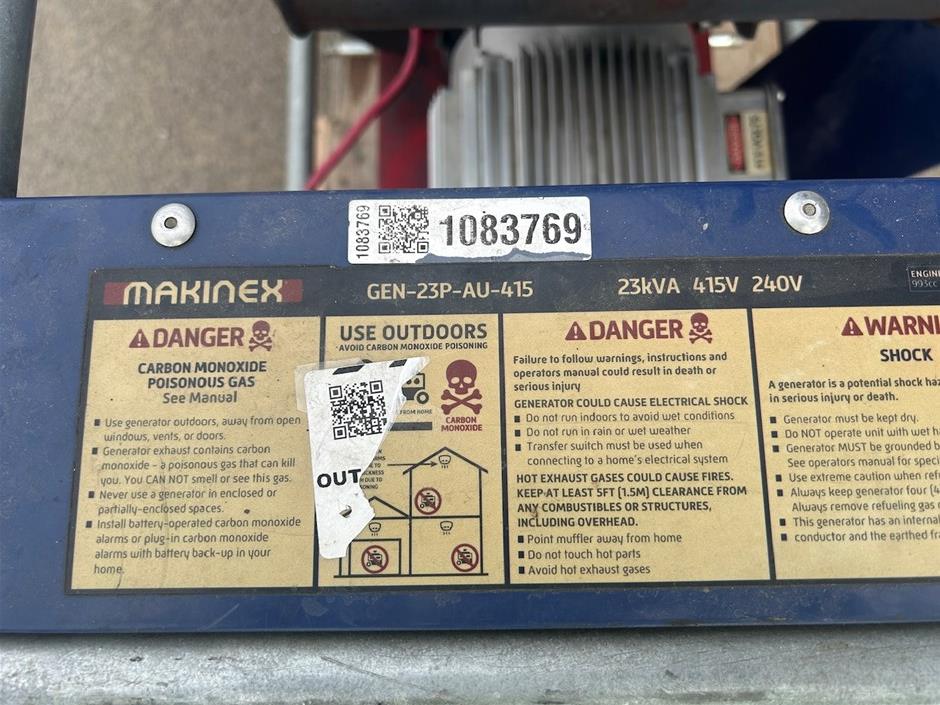 1083769
1083769
MAKINEX
GEN-23P-AU-415
23kVA 415V 240V
993cc
DANGER
CARBON MONOXIDE
POISONOUS GAS
See Manual
Use generator outdoors, away from open
windows, vents, or doors.
Generator exhaust contains carbon
monoxide - a poisonous gas that can kill
you. You CAN NOT smell or see this gas.
Never use a generator in enclosed or
partially-enclosed spaces.
Install battery-operated carbon monoxide
alarms or plug-in carbon monoxide
alarms with battery back-up in your
home.
USE OUTDOORS
AVOID CARBON MONOXIDE POISONING
FROM HOME
CARBON
MONOXIDE
OUT
DUE TO
DANGER
Failure to follow warnings, instructions and
operators manual could result in death or
serious injury
GENERATOR COULD CAUSE ELECTRICAL SHOCK
Do not run indoors to avoid wet conditions
Do not run in rain or wet weather
Transfer switch must be used when
connecting to a home's electrical system
HOT EXHAUST GASES COULD CAUSE FIRES.
KEEP AT LEAST 5FT (1.5M) CLEARANCE FROM
ANY COMBUSTIBLES OR STRUCTURES,
INCLUDING OVERHEAD.
Point muffler away from home
Do not touch hot parts
Avoid hot exhaust gases
WARNI
SHOCK
A generator is a potential shock haz
in serious injury or death.
Generator must be kept dry.
Do NOT operate unit with wet h
Generator MUST be grounded b
See operators manual for speci
Use extreme caution when ref
Always keep generator four (4
Always remove refueling gas
This generator has an internal
conductor and the earthed fra